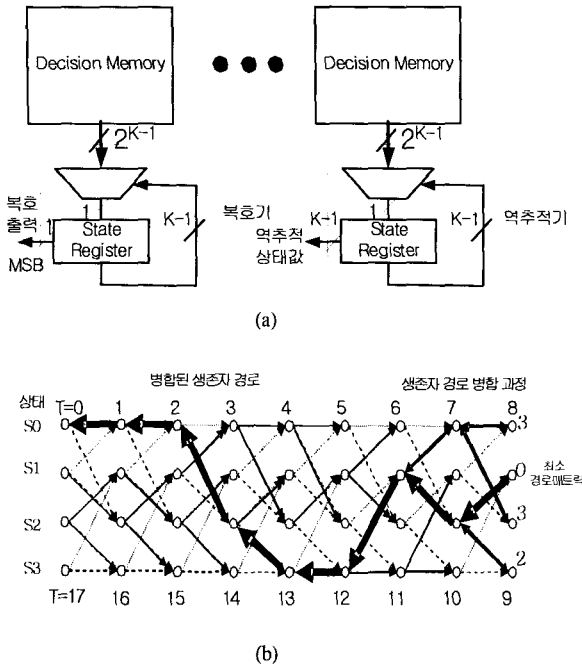 Decision Memory
Decision Memory
2^K-1
2^K-1
복호
출력
1
MSB
1
State
Register
K-1
복호기
K-1
역추적
상태값
1
State
Register
K-1
역추적기
(a)
병합된 생존자 경로
생존자 경로 병합 과정
상태
T=0 1 2 3 4 5 6 7 8
S0
3
S1
0
최소
경로메트릭
S2
3
S3
2
T=17 16 15 14 13 12 11 10 9
(b)